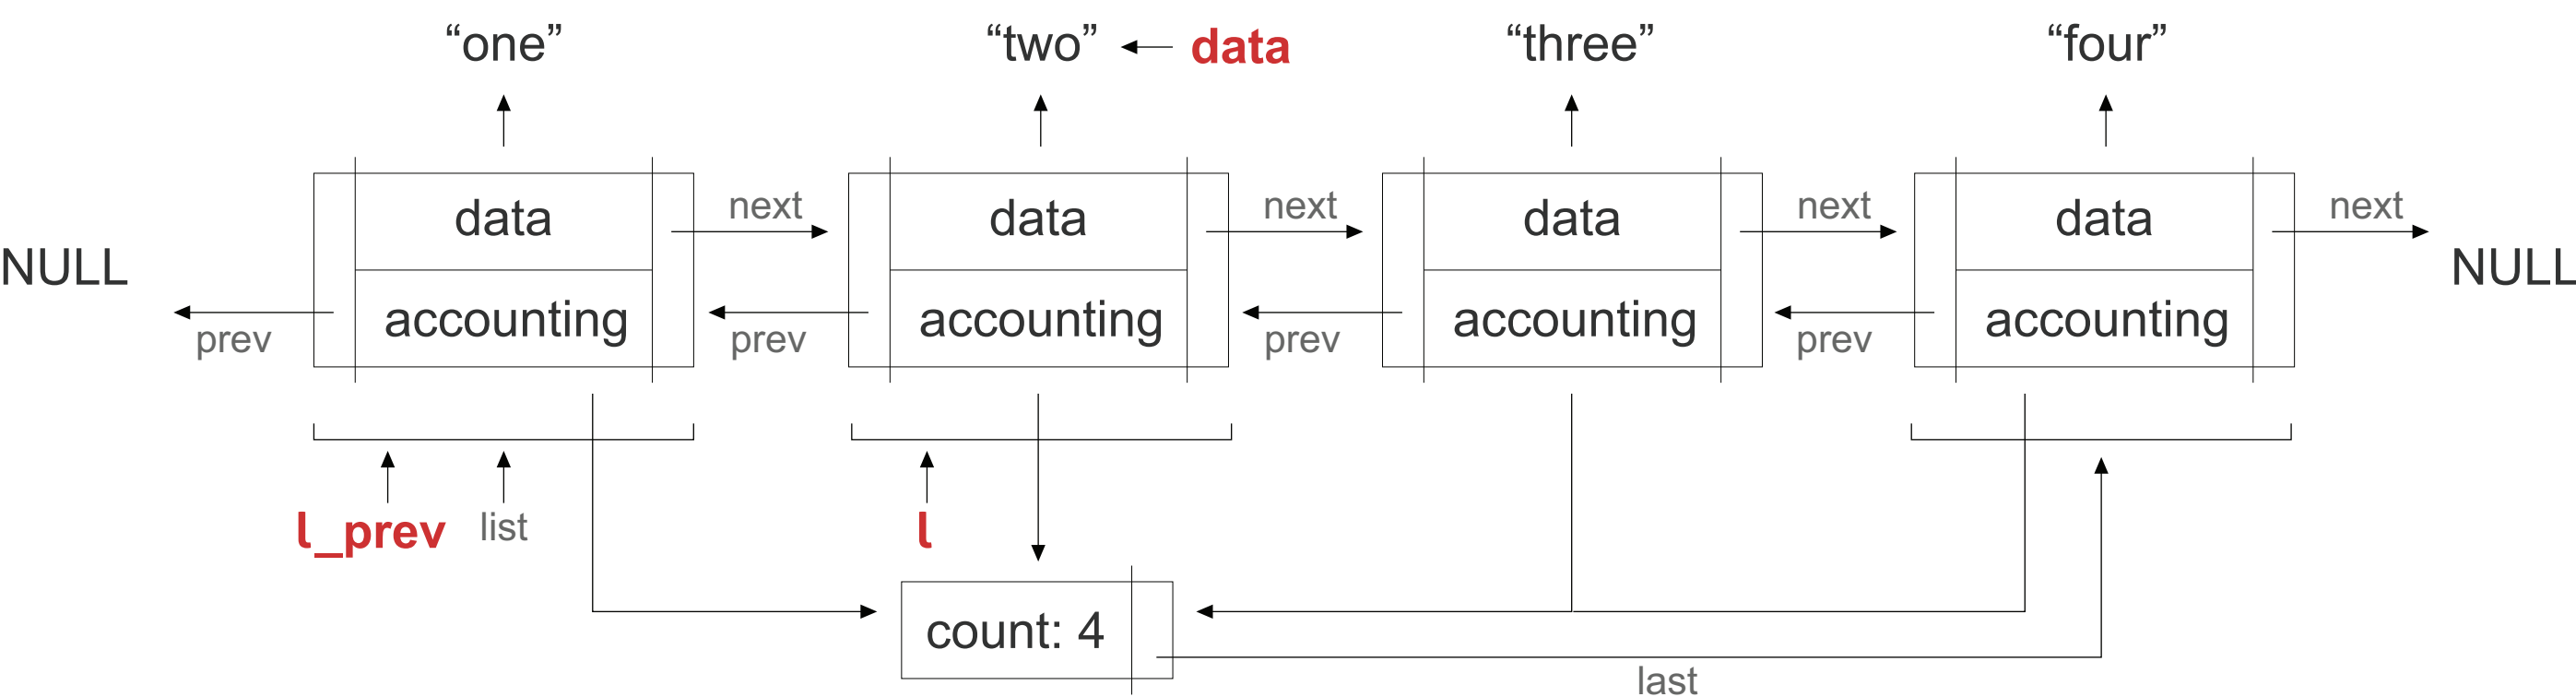 “one”
“two”
data
“three”
“four”
data
next
data
next
data
next
data
next
NULL
NULL
prev
accounting
prev
accounting
prev
accounting
prev
accounting
l_prev
list
l
count: 4
last